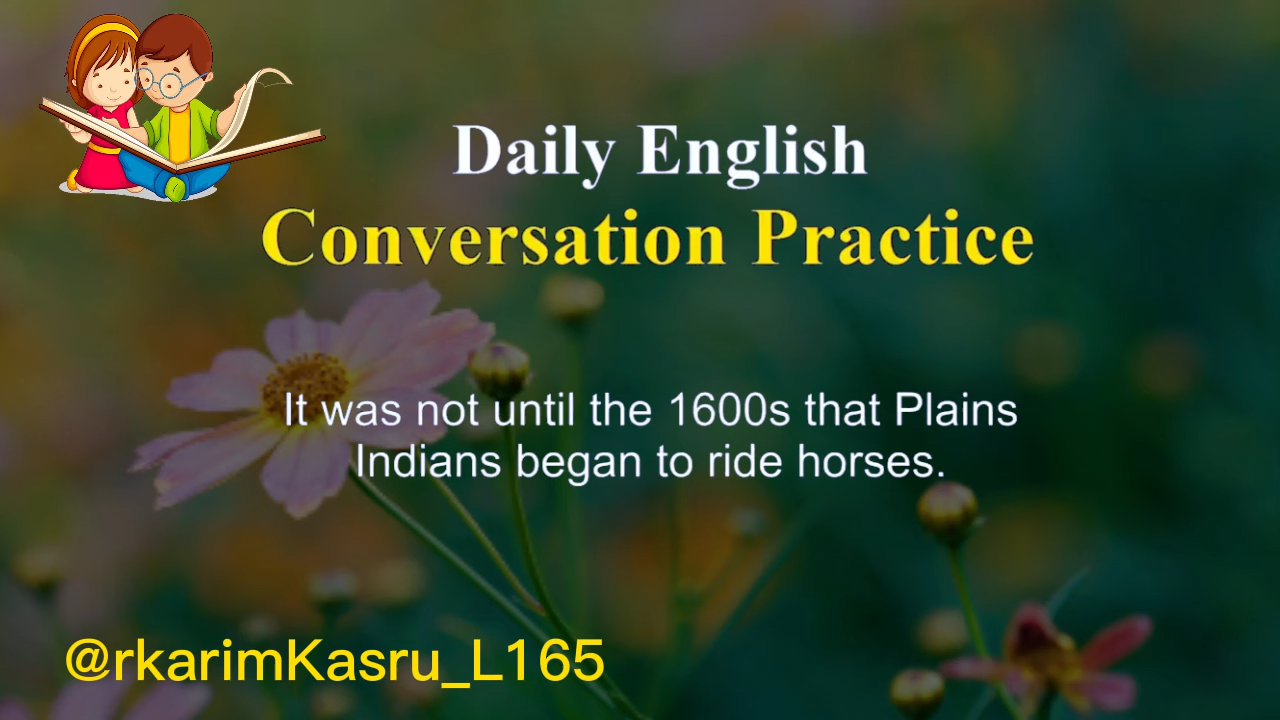 Daily English
Conversation Practice
It was not until the 1600s that Plains
Indians began to ride horses.
@rkarimKasru_L165